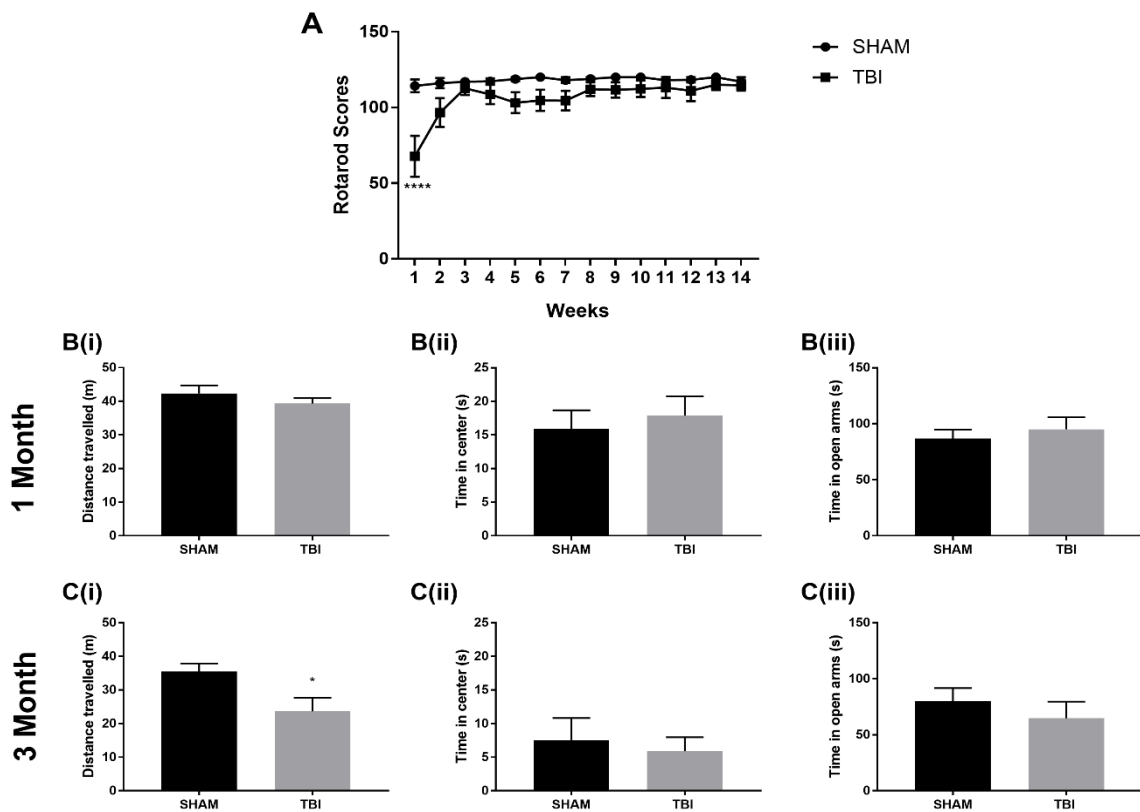 A
150
100
50
0
Rotarod Scores
****
1 2 3 4 5 6 7 8 9 10 11 12 13 14
Weeks
SHAM
TBI
1 Month
B(i)
50
40
30
20
10
0
Distance travelled (m)
SHAM TBI
B(ii)
25
20
15
10
5
0
Time in center (s)
SHAM TBI
B(iii)
150
100
50
0
Time in open arms (s)
SHAM TBI
3 Month
C(i)
50
40
30
20
10
0
Distance travelled (m)
*
SHAM TBI
C(ii)
25
20
15
10
5
0
Time in center (s)
SHAM TBI
C(iii)
150
100
50
0
Time in open arms (s)
SHAM TBI